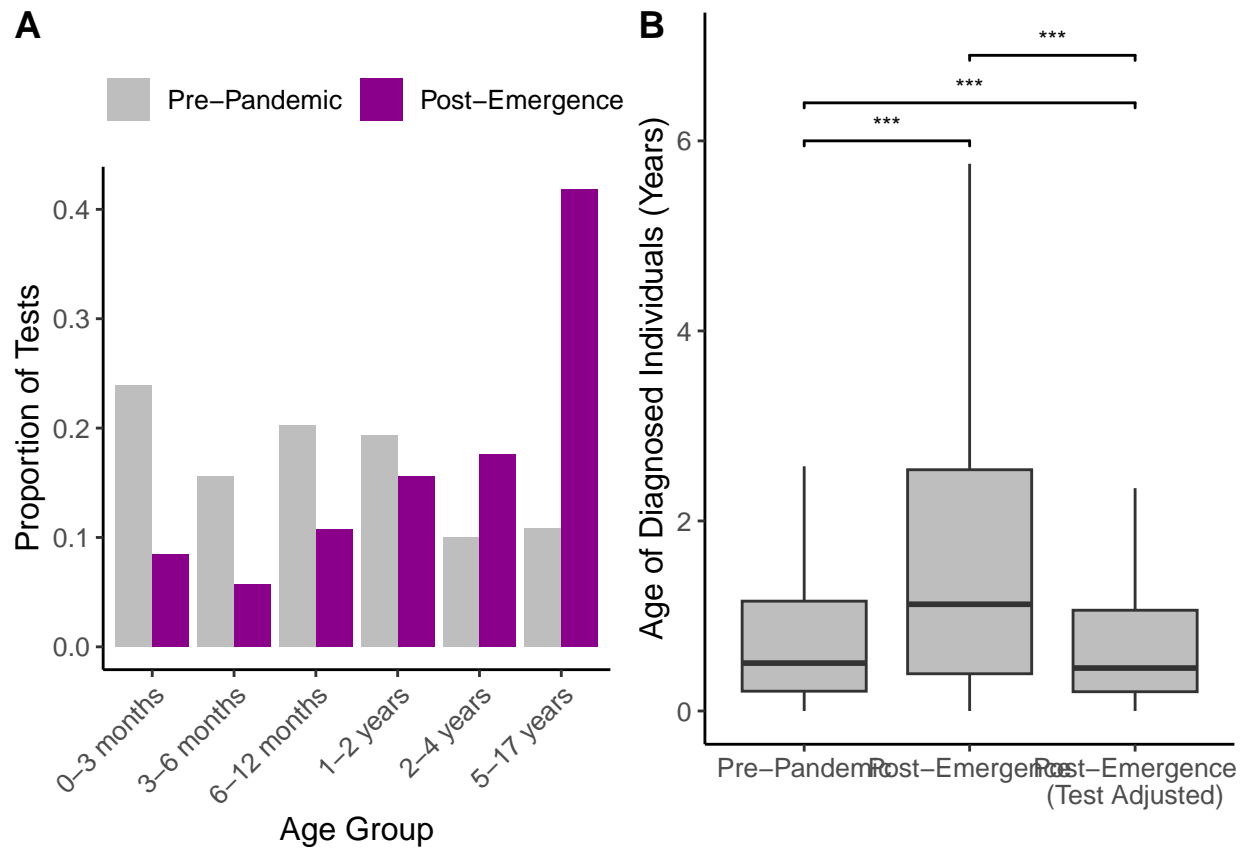 A
Pre−Pandemic
Post−Emergence
Proportion of Tests
0.4
0.3
0.2
0.1
0.0
0−3 months
3−6 months
6−12 months
1−2 years
2−4 years
5−17 years
Age Group
B
***
***
***
Age of Diagnosed Individuals (Years)
6
4
2
0
Pre−Pandemic
Post−Emergence
Post−Emergence
(Test Adjusted)